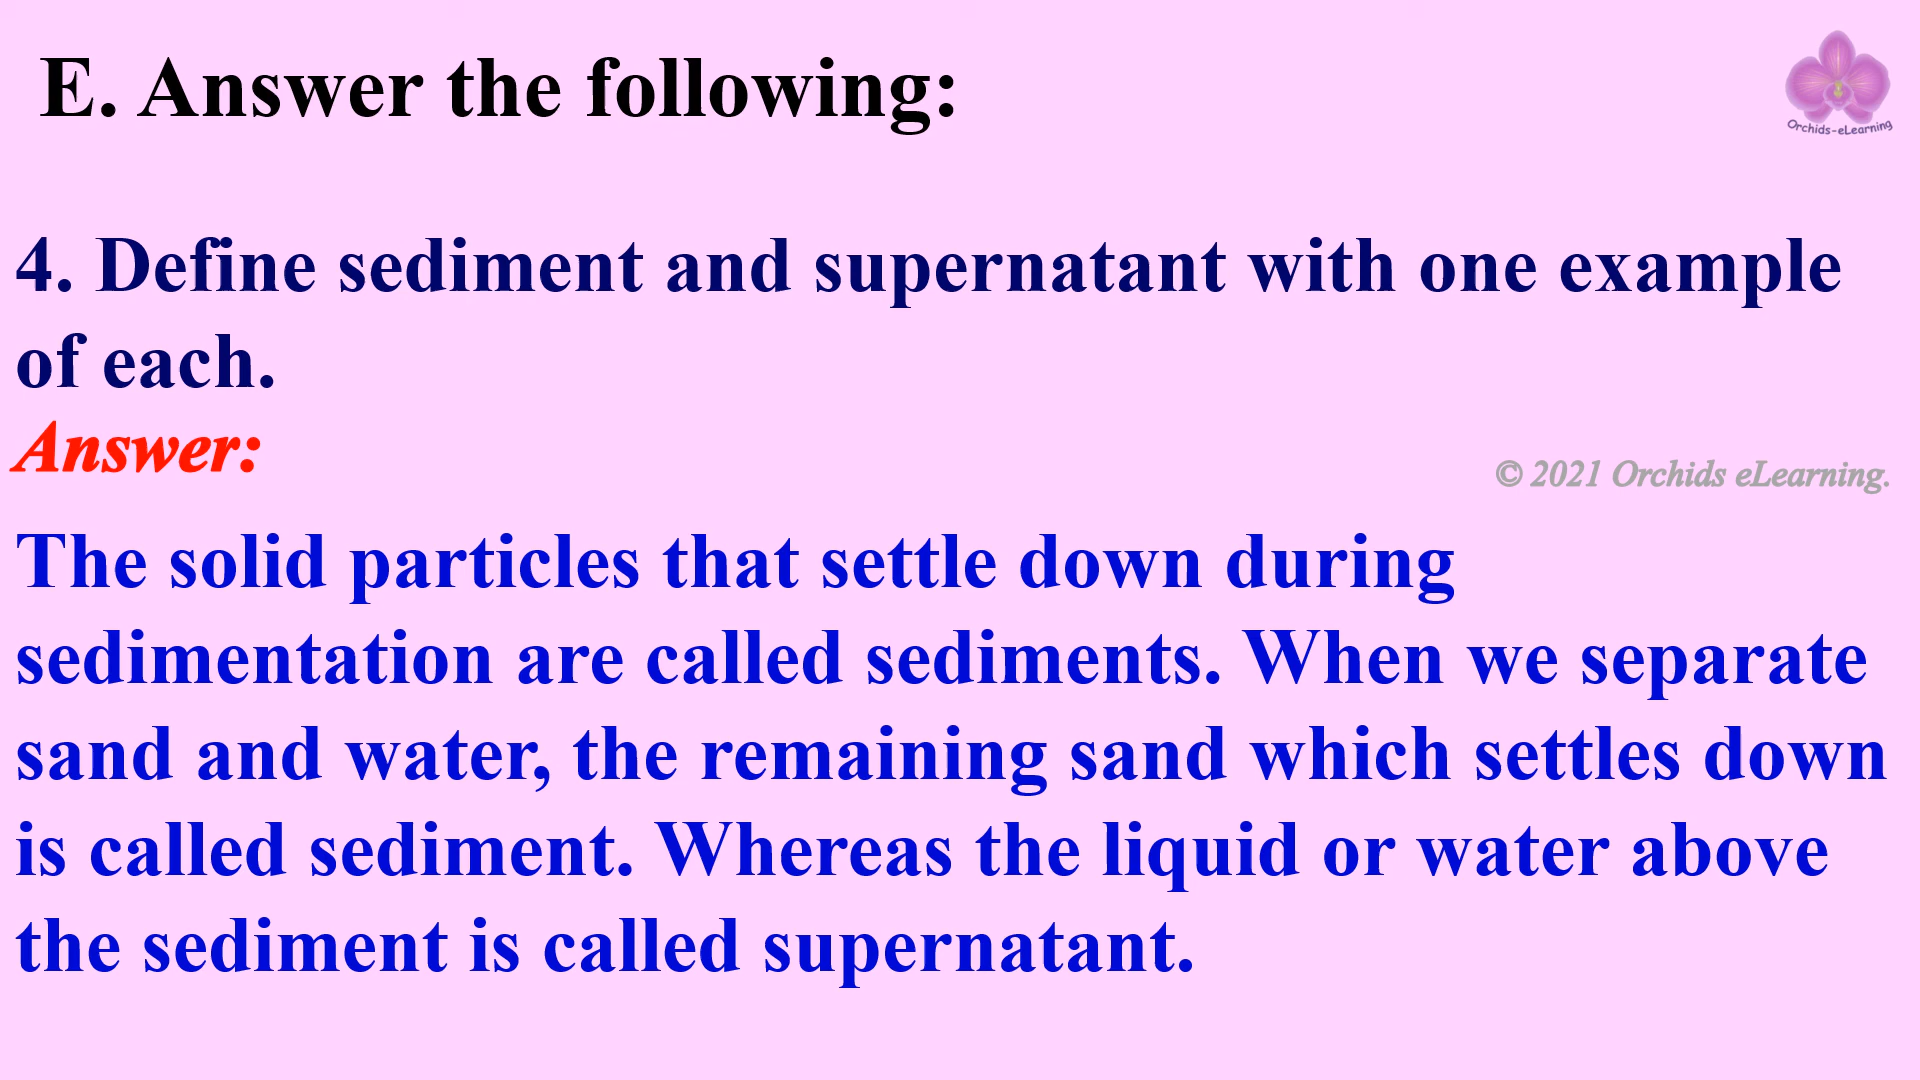 E. Answer the following:
Orchids-eLearning
4. Define sediment and supernatant with one example
of each.
Answer:
© 2021 Orchids eLearning.
The solid particles that settle down during
sedimentation are called sediments. When we separate
sand and water, the remaining sand which settles down
is called sediment. Whereas the liquid or water above
the sediment is called supernatant.